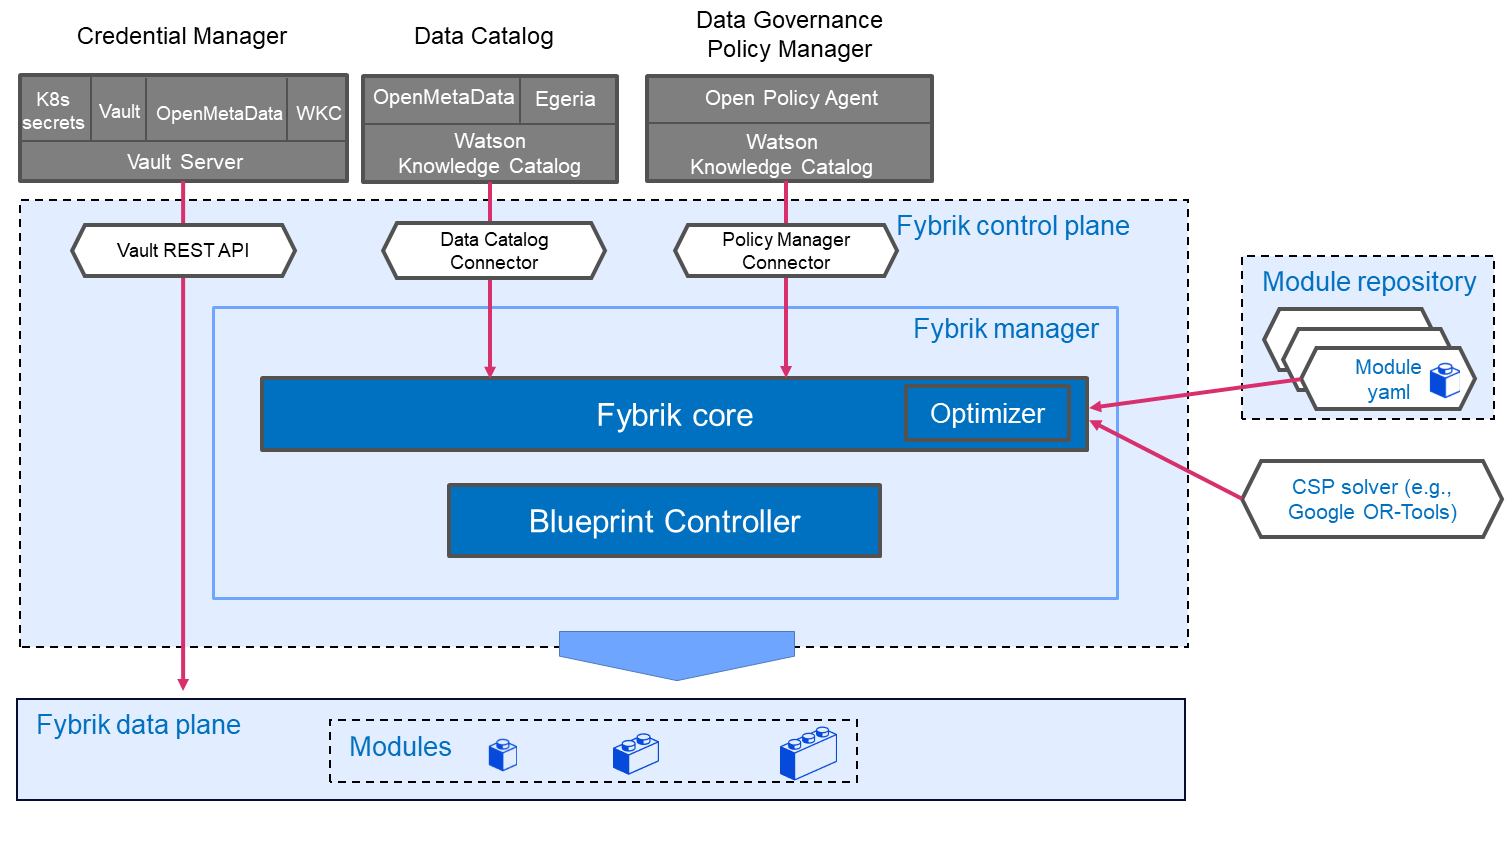 Credential Manager
Data Catalog
Data Governance
Policy Manager
K8s
secrets
Vault
OpenMetaData
WKC
Vault Server
OpenMetaData
Egeria
Watson
Knowledge Catalog
Open Policy Agent
Watson
Knowledge Catalog
Vault REST API
Data Catalog
Connector
Policy Manager
Connector
Fybrik control plane
Fybrik manager
Fybrik core
Optimizer
Blueprint Controller
Module repository
Module
yaml
CSP solver (e.g.,
Google OR-Tools)
Fybrik data plane
Modules